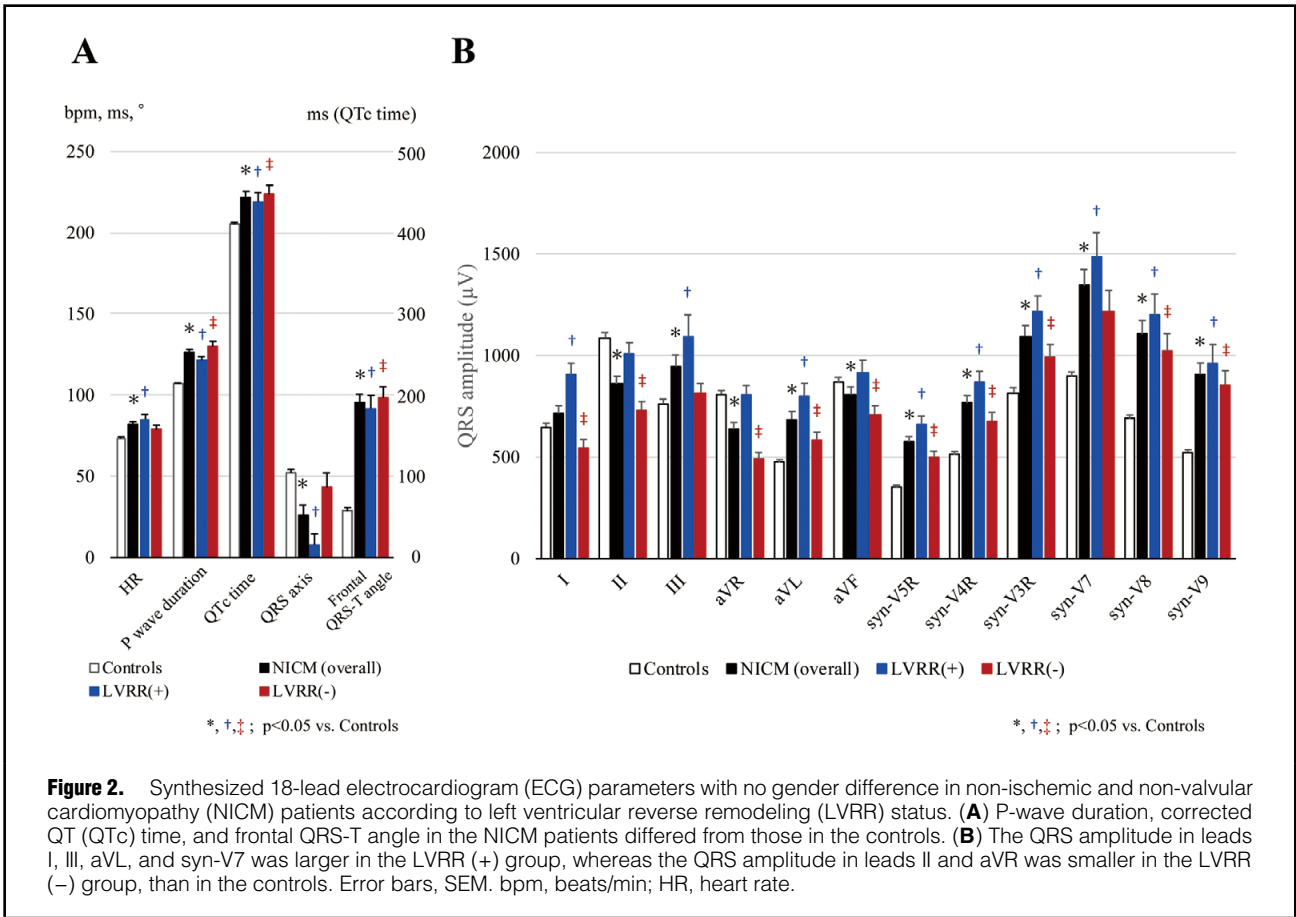 A
bpm, ms, °
ms (QTc time)
250
200
150
100
50
0
500
400
300
200
100
0
* † ‡
* † ‡
* †
* †
* † ‡
HR
P wave duration
QTc time
QRS axis
Frontal
QRS-T angle
Controls
NICM (overall)
LVRR(+)
LVRR(-)
*, †,‡ ; p<0.05 vs. Controls
B
QRS amplitude (µV)
2000
1500
1000
500
0
† ‡
* ‡
* †
* ‡
* † ‡
* ‡
* † ‡
* † ‡
* † ‡
* †
* † ‡
* † ‡
I
II
III
aVR
aVL
aVF
syn-V5R
syn-V4R
syn-V3R
syn-V7
syn-V8
syn-V9
Controls
NICM (overall)
LVRR(+)
LVRR(-)
*, †,‡ ; p<0.05 vs. Controls
Figure 2. Synthesized 18-lead electrocardiogram (ECG) parameters with no gender difference in non-ischemic and non-valvular
cardiomyopathy (NICM) patients according to left ventricular reverse remodeling (LVRR) status. (A) P-wave duration, corrected
QT (QTc) time, and frontal QRS-T angle in the NICM patients differed from those in the controls. (B) The QRS amplitude in leads
I, III, aVL, and syn-V7 was larger in the LVRR (+) group, whereas the QRS amplitude in leads II and aVR was smaller in the LVRR
(−) group, than in the controls. Error bars, SEM. bpm, beats/min; HR, heart rate.